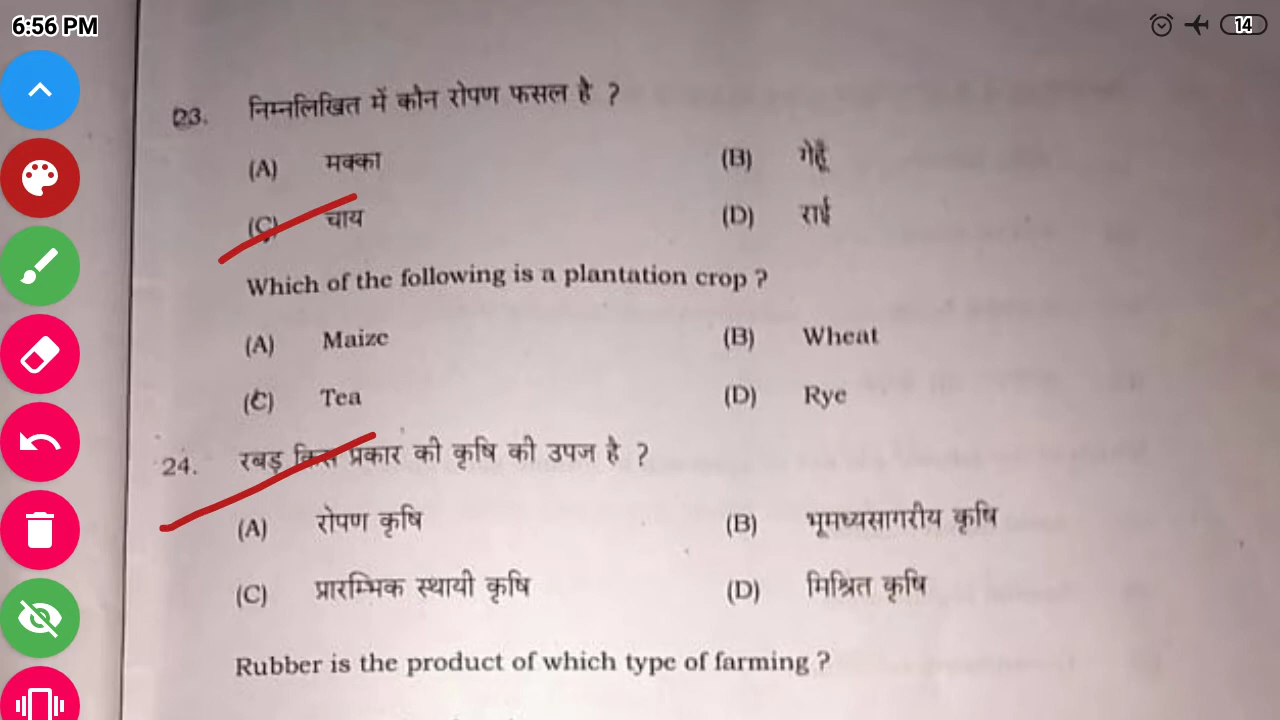 6:56 PM
14
23. निम्नलिखित में कौन रोपण फसल है ?
(A) मक्का (B) गेहूँ
(C) चाय (D) राई
Which of the following is a plantation crop ?
(A) Maize (B) Wheat
(C) Tea (D) Rye
24. रबड़ किस प्रकार की कृषि की उपज है ?
(A) रोपण कृषि (B) भूमध्यसागरीय कृषि
(C) प्रारम्भिक स्थायी कृषि (D) मिश्रित कृषि
Rubber is the product of which type of farming ?